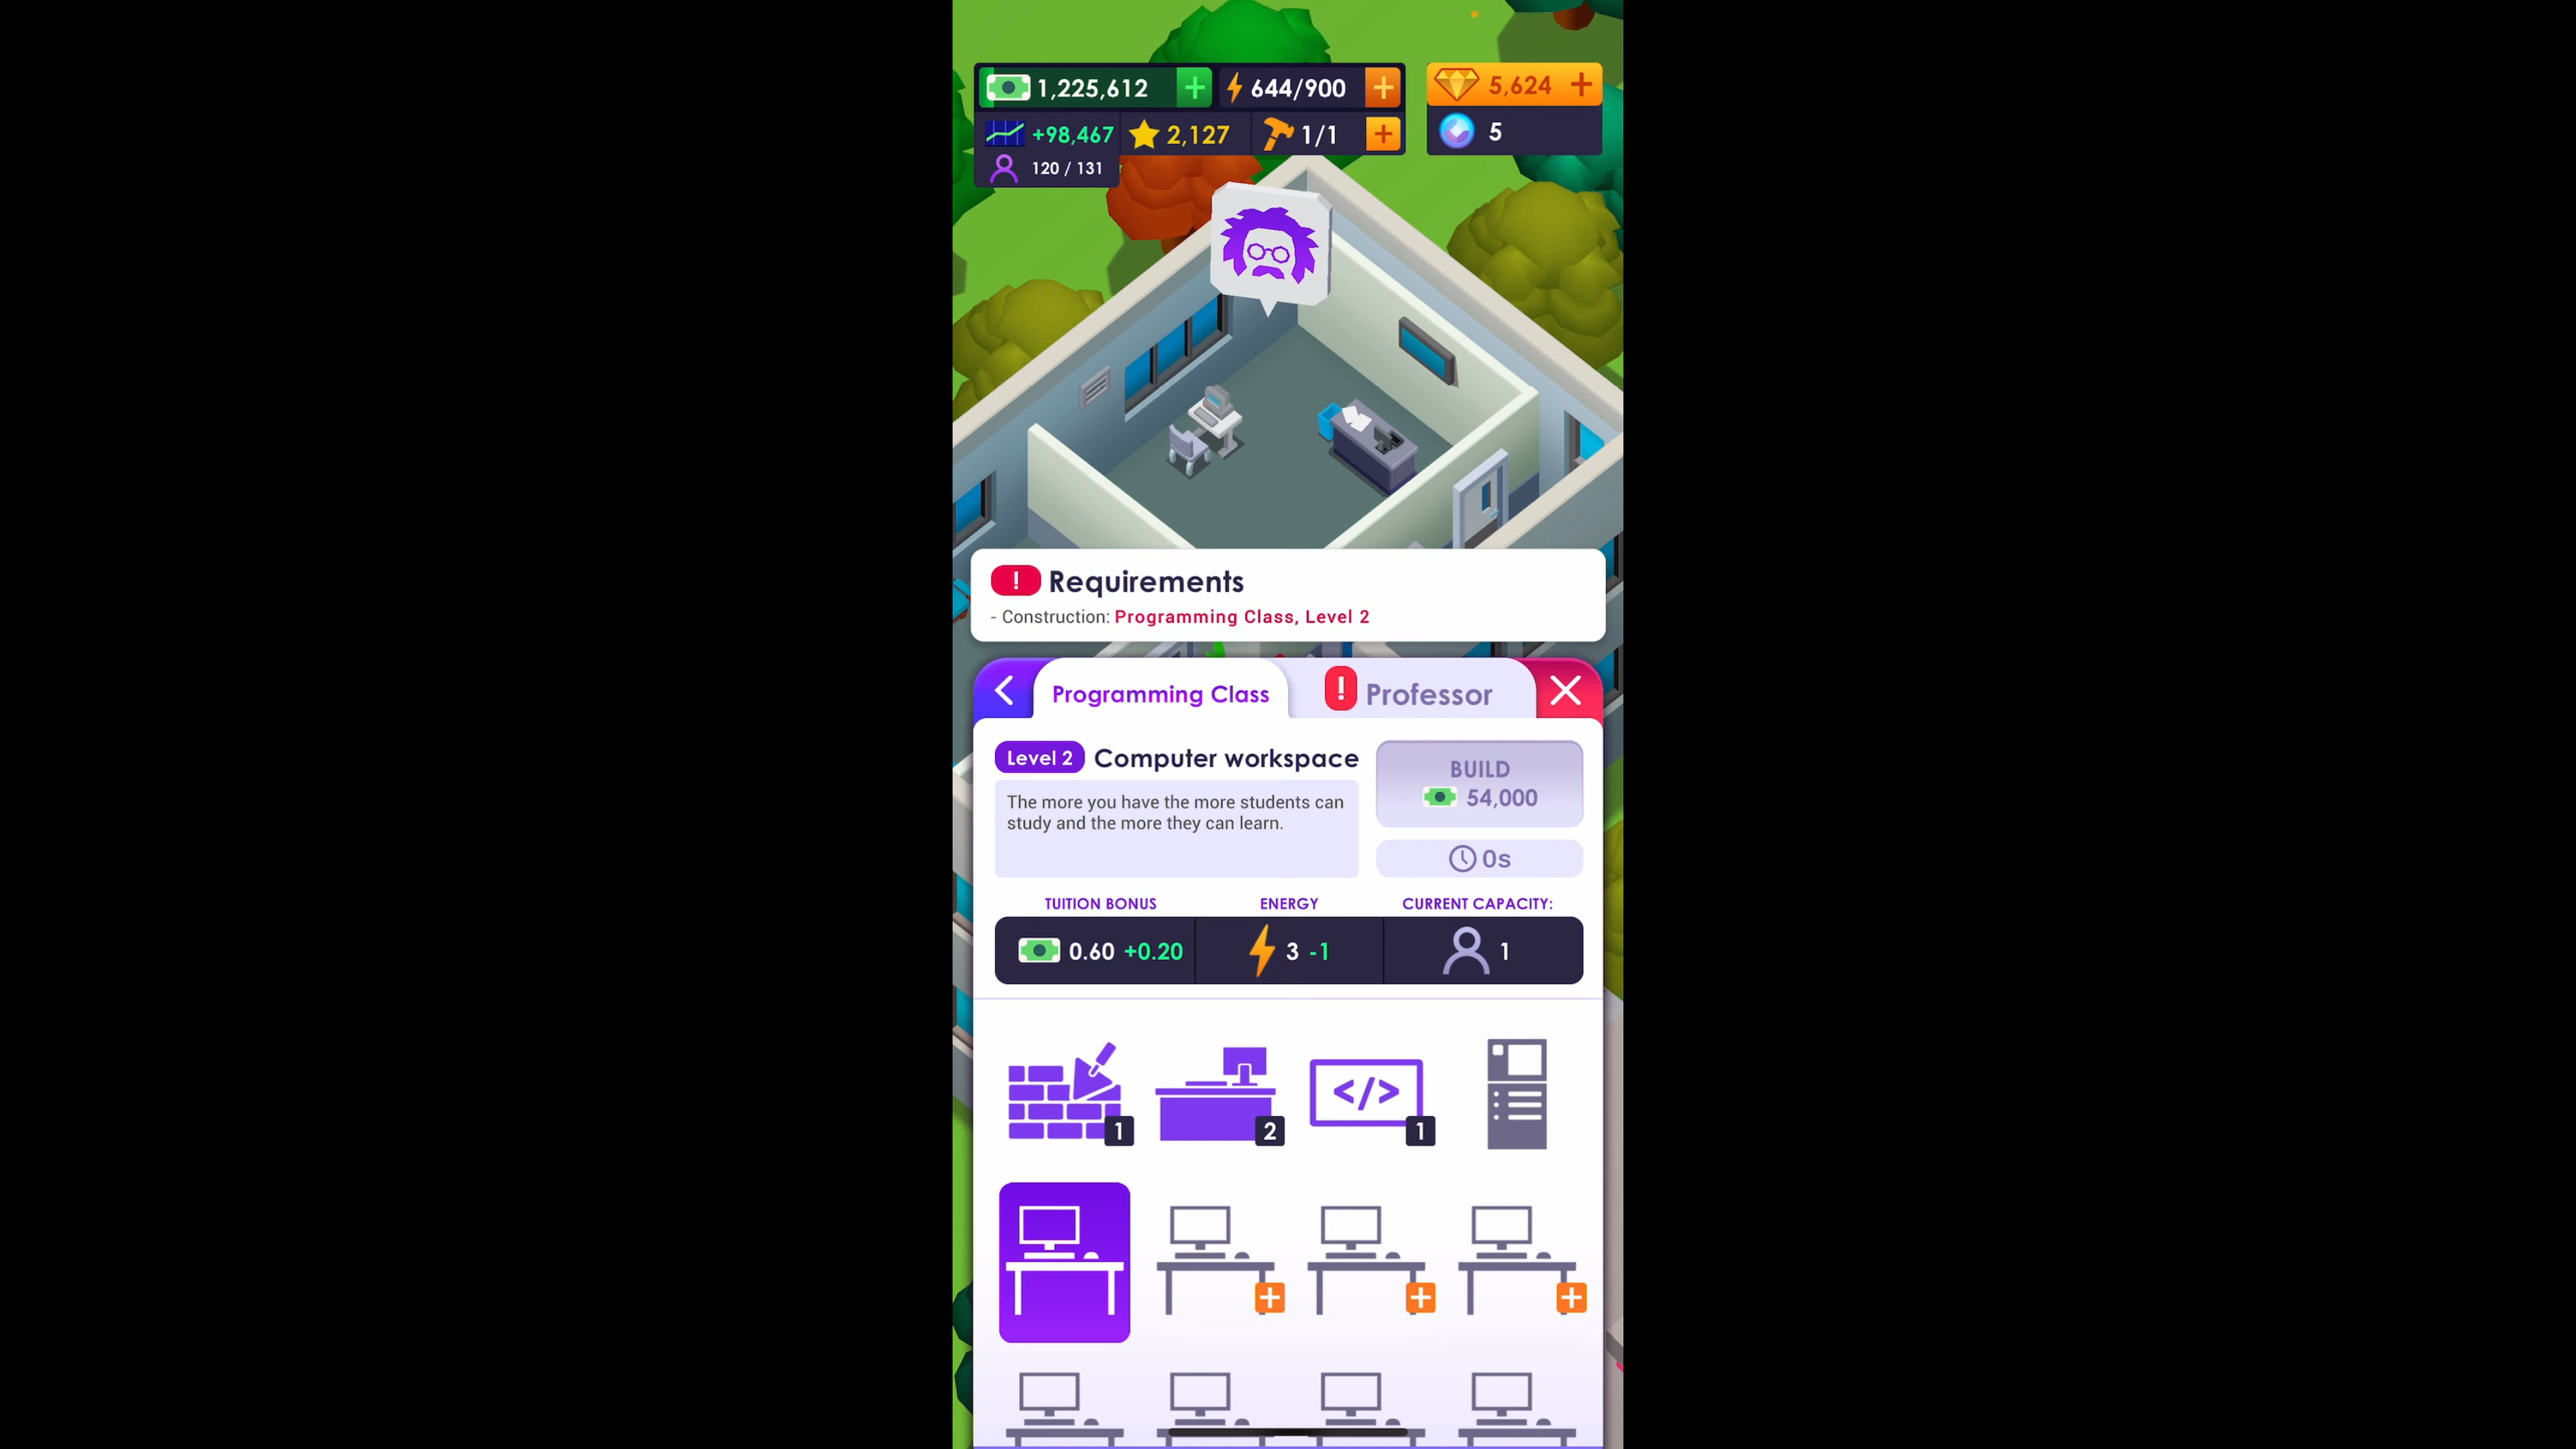 1,225,612
644/900
5,624
+98,467
2,127
1/1
5
120 / 131
! Requirements
- Construction: Programming Class, Level 2
Programming Class
! Professor
Level 2 Computer workspace
BUILD
54,000
The more you have the more students can
study and the more they can learn.
0s
TUITION BONUS
ENERGY
CURRENT CAPACITY:
0.60 +0.20
3 -1
1
1
2
</>
1